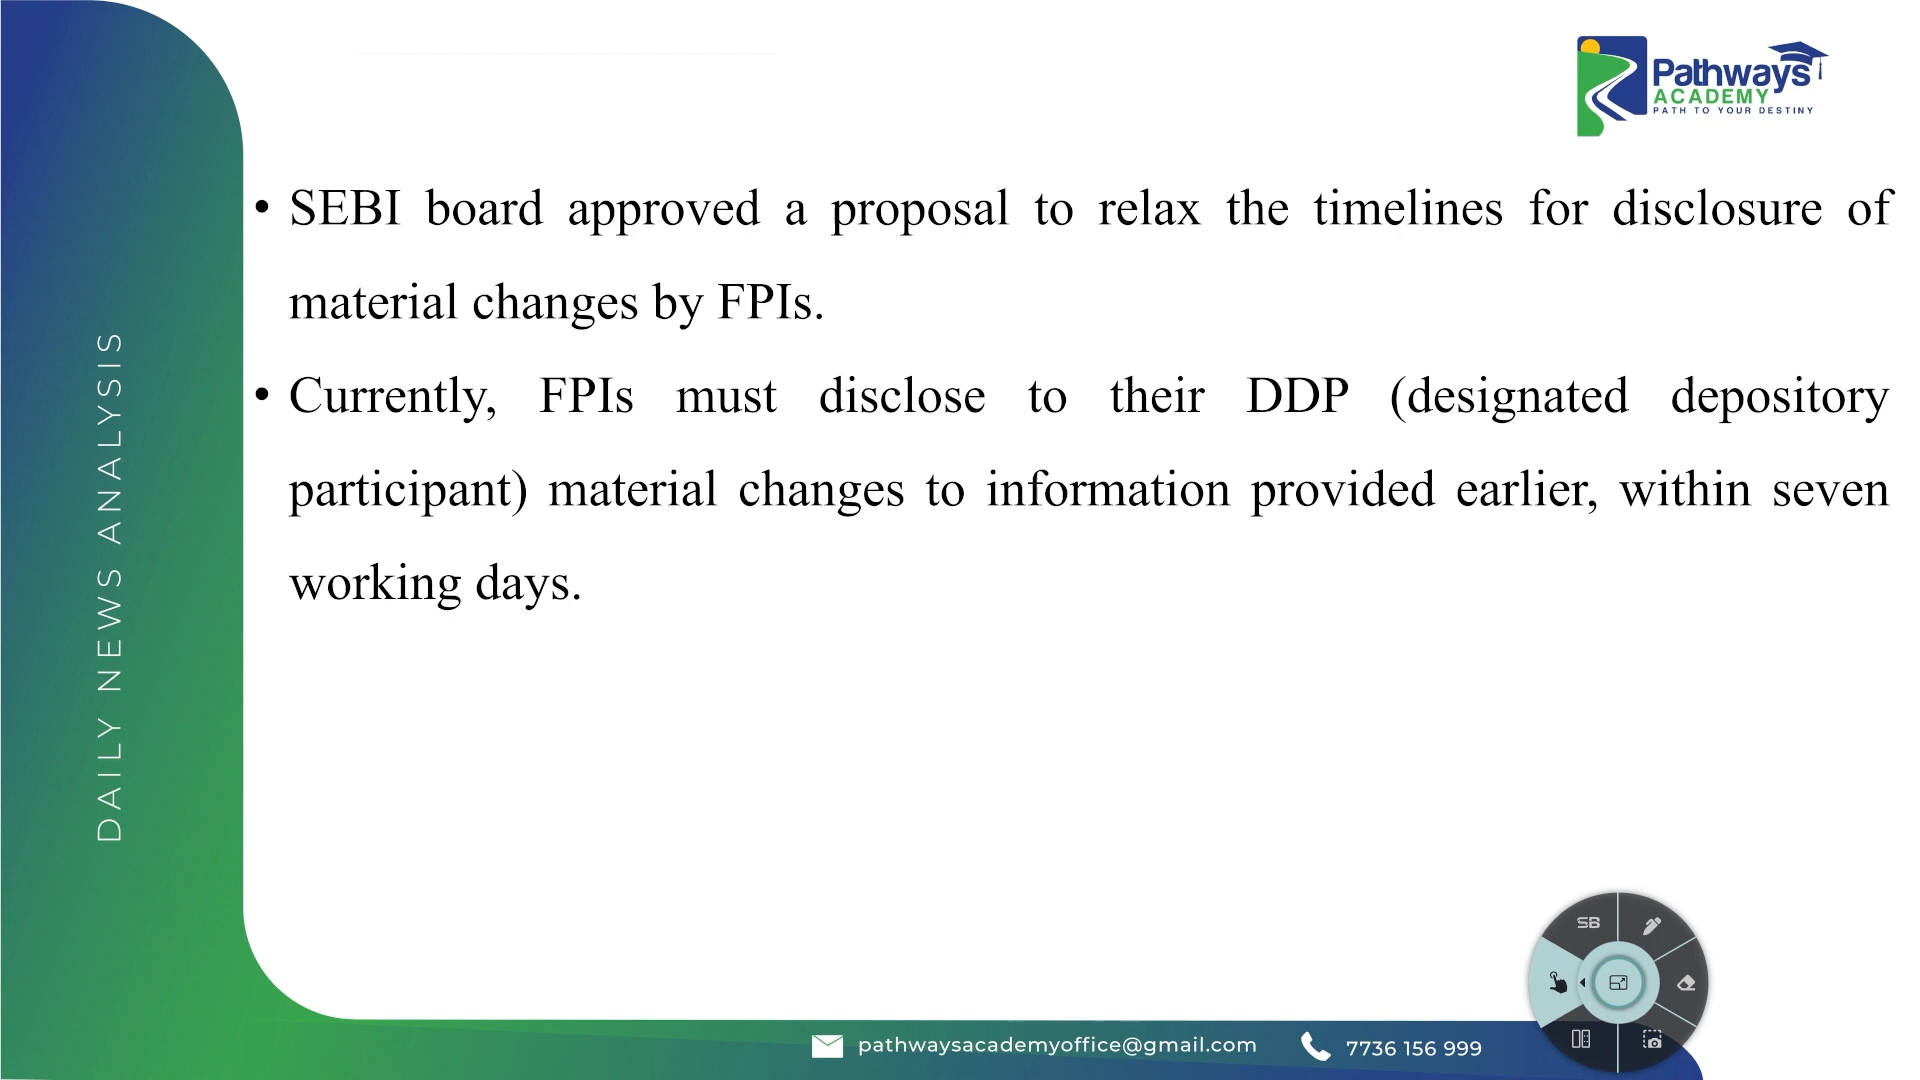 Pathways
ACADEMY
PATH TO YOUR DESTINY
• SEBI board approved a proposal to relax the timelines for disclosure of
material changes by FPIs.
• Currently, FPIs must disclose to their DDP (designated depository
participant) material changes to information provided earlier, within seven
working days.
DAILY NEWS ANALYSIS
SB
pathwaysacademyoffice@gmail.com
7736 156 999